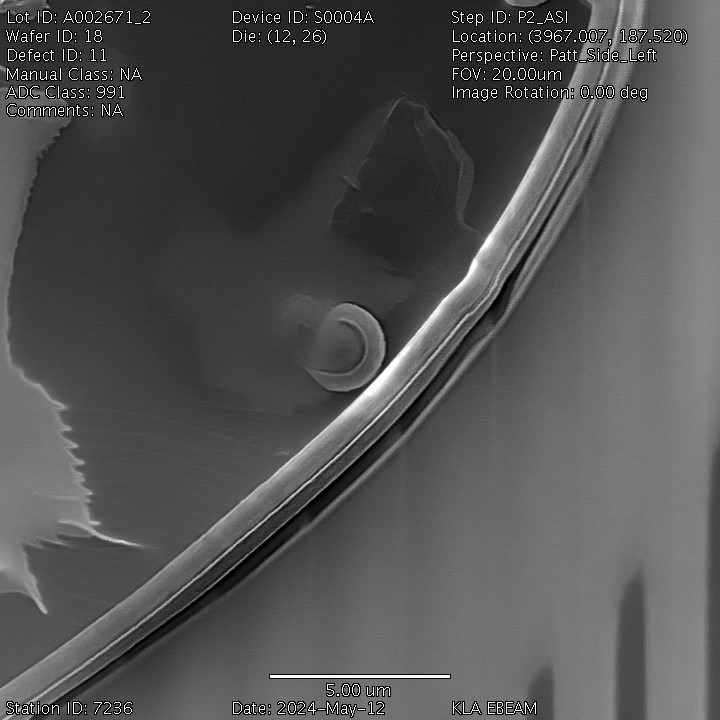 Lot ID: A002671_2
Device ID: S0004A
Step ID: P2_ASI
Wafer ID: 18
Die: (12, 26)
Location: (3967.007, 187.520)
Defect ID: 11
Perspective: Patt_Side_Left
Manual Class: NA
FOV: 20.00um
ADC Class: 991
Image Rotation: 0.00 deg
Comments: NA
5.00 um
Station ID: 7236
Date: 2024-May-12
KLA EBEAM